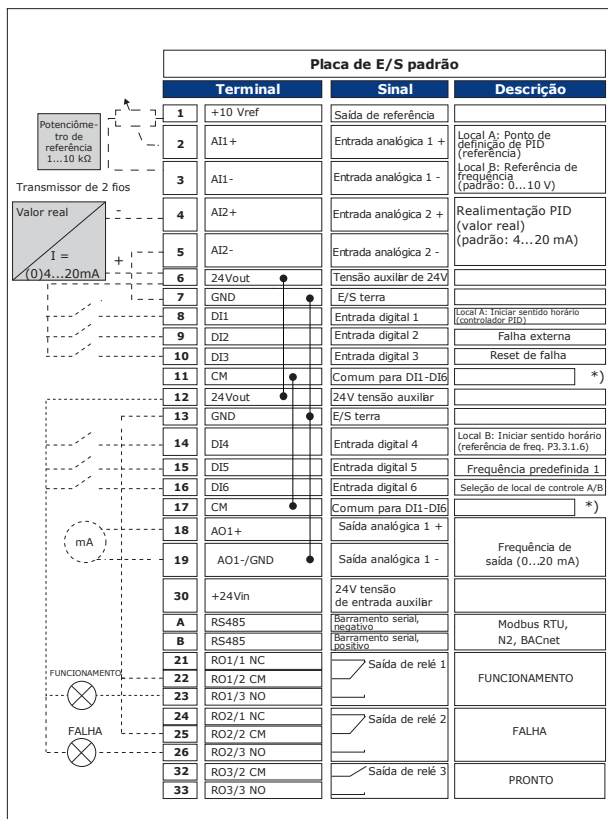 Placa de E/S padrão
Terminal Sinal Descrição
1 +10 Vref Saída de referência
Potenciôme-
tro de
referência
1...10 kΩ
2 AI1+ Entrada analógica 1 +
Local A: Ponto de
definição de PID
(referência)
Local B: Referência de
frequência
(padrão: 0...10 V)
3 AI1- Entrada analógica 1 -
Transmissor de 2 fios
Valor real
-
I =
+
(0)4...20mA
4 AI2+ Entrada analógica 2 +
Realimentação PID
(valor real)
(padrão: 4...20 mA)
5 AI2- Entrada analógica 2 -
6 24Vout Tensão auxiliar de 24V
7 GND E/S terra
8 DI1 Entrada digital 1
Local A: Iniciar sentido horário
(controlador PID)
9 DI2 Entrada digital 2 Falha externa
10 DI3 Entrada digital 3 Reset de falha
11 CM Comum para DI1-DI6 *)
12 24Vout 24V tensão auxiliar
13 GND E/S terra
14 DI4 Entrada digital 4
Local B: Iniciar sentido horário
(referência de freq. P3.3.1.6)
15 DI5 Entrada digital 5 Frequência predefinida 1
16 DI6 Entrada digital 6 Seleção de local de controle A/B
17 CM Comum para DI1-DI6 *)
mA
18 AO1+ Saída analógica 1 +
Frequência de
saída (0...20 mA)
19 AO1-/GND Saída analógica 1 -
30 +24Vin 24V tensão
de entrada auxiliar
A RS485 Barramento serial,
negativo
Modbus RTU,
N2, BACnet
B RS485 Barramento serial,
positivo
21 RO1/1 NC Saída de relé 1
FUNCIONAMENTO
22 RO1/2 CM FUNCIONAMENTO
23 RO1/3 NO
24 RO2/1 NC Saída de relé 2
FALHA
25 RO2/2 CM FALHA
26 RO2/3 NO
32 RO3/2 CM Saída de relé 3
PRONTO
33 RO3/3 NO